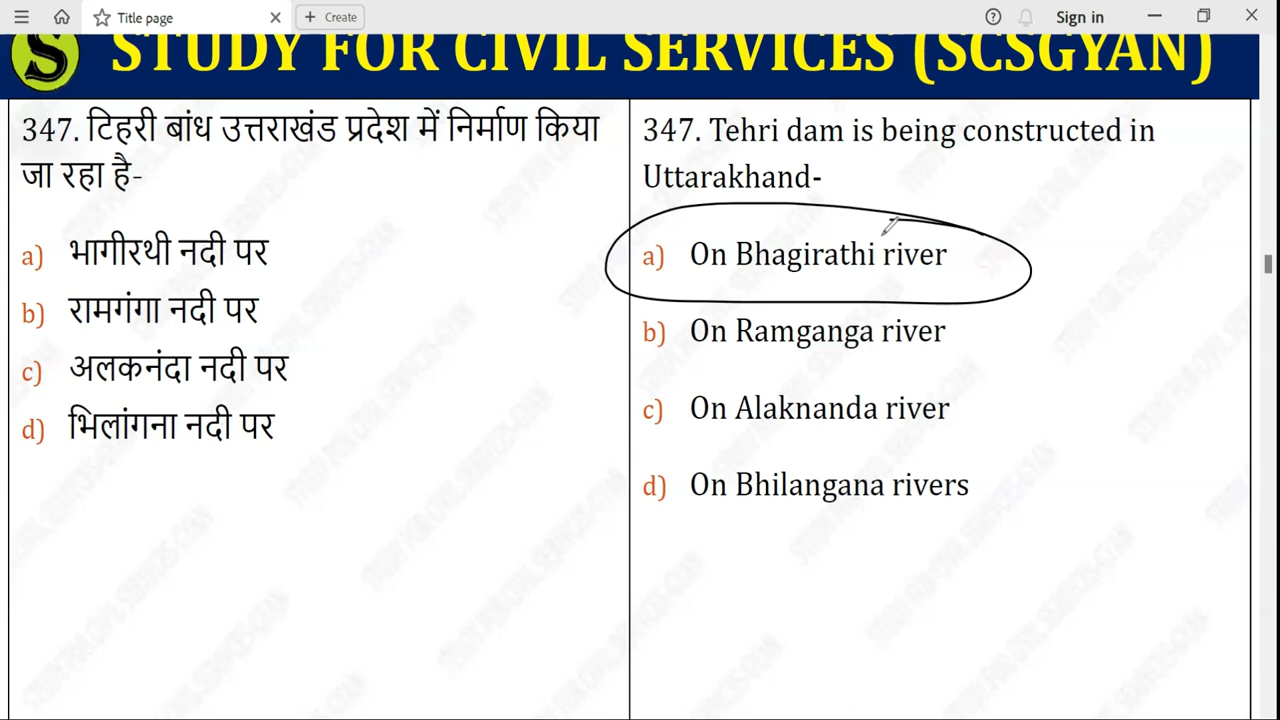 Title page
Create
Sign in
S
STUDY FOR CIVIL SERVICES (SCSGYAN)
347. टिहरी बांध उत्तराखंड प्रदेश में निर्माण किया
जा रहा है-
a) भागीरथी नदी पर
b) रामगंगा नदी पर
c) अलकनंदा नदी पर
d) भिलांगना नदी पर
347. Tehri dam is being constructed in
Uttarakhand-
a) On Bhagirathi river
b) On Ramganga river
c) On Alaknanda river
d) On Bhilangana rivers